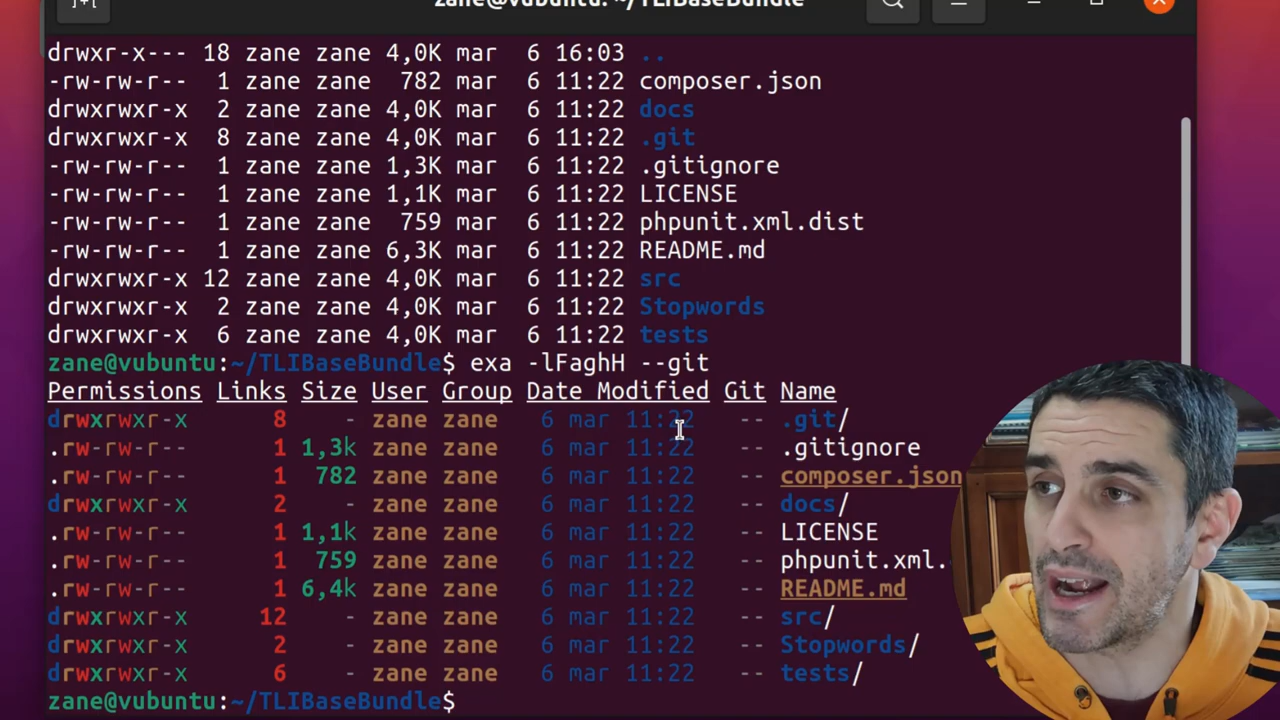 zane@vubuntu: ~/TLIBaseBundle
drwxr-x--- 18 zane zane 4,0K mar  6 16:03 ..
-rw-rw-r--  1 zane zane  782 mar  6 11:22 composer.json
drwxrwxr-x  2 zane zane 4,0K mar  6 11:22 docs
drwxrwxr-x  8 zane zane 4,0K mar  6 11:22 .git
-rw-rw-r--  1 zane zane 1,3K mar  6 11:22 .gitignore
-rw-rw-r--  1 zane zane 1,1K mar  6 11:22 LICENSE
-rw-rw-r--  1 zane zane  759 mar  6 11:22 phpunit.xml.dist
-rw-rw-r--  1 zane zane 6,3K mar  6 11:22 README.md
drwxrwxr-x 12 zane zane 4,0K mar  6 11:22 src
drwxrwxr-x  2 zane zane 4,0K mar  6 11:22 Stopwords
drwxrwxr-x  6 zane zane 4,0K mar  6 11:22 tests
zane@vubuntu:~/TLIBaseBundle$ exa -lFaghH --git
Permissions Links Size User Group Date Modified Git Name
drwxrwxr-x 8 - zane zane 6 mar 11:22 -- .git/
.rw-rw-r-- 1 1,3k zane zane 6 mar 11:22 -- .gitignore
.rw-rw-r-- 1 782 zane zane 6 mar 11:22 -- composer.json
drwxrwxr-x 2 - zane zane 6 mar 11:22 -- docs/
.rw-rw-r-- 1 1,1k zane zane 6 mar 11:22 -- LICENSE
.rw-rw-r-- 1 759 zane zane 6 mar 11:22 -- phpunit.xml.
.rw-rw-r-- 1 6,4k zane zane 6 mar 11:22 -- README.md
drwxrwxr-x 12 - zane zane 6 mar 11:22 -- src/
drwxrwxr-x 2 - zane zane 6 mar 11:22 -- Stopwords/
drwxrwxr-x 6 - zane zane 6 mar 11:22 -- tests/
zane@vubuntu:~/TLIBaseBundle$